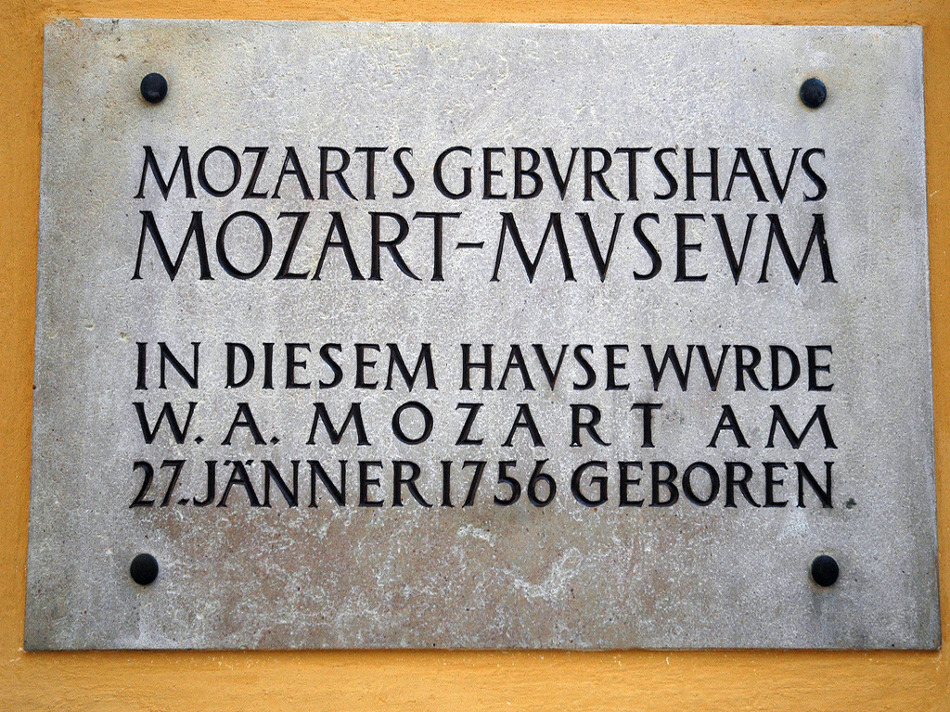 MOZARTS GEBVRTSHAVS
MOZART-MVSEVM
IN DIESEM HAVSE WVRDE
W. A. MOZART AM
27. JÄNNER 1756 GEBOREN.